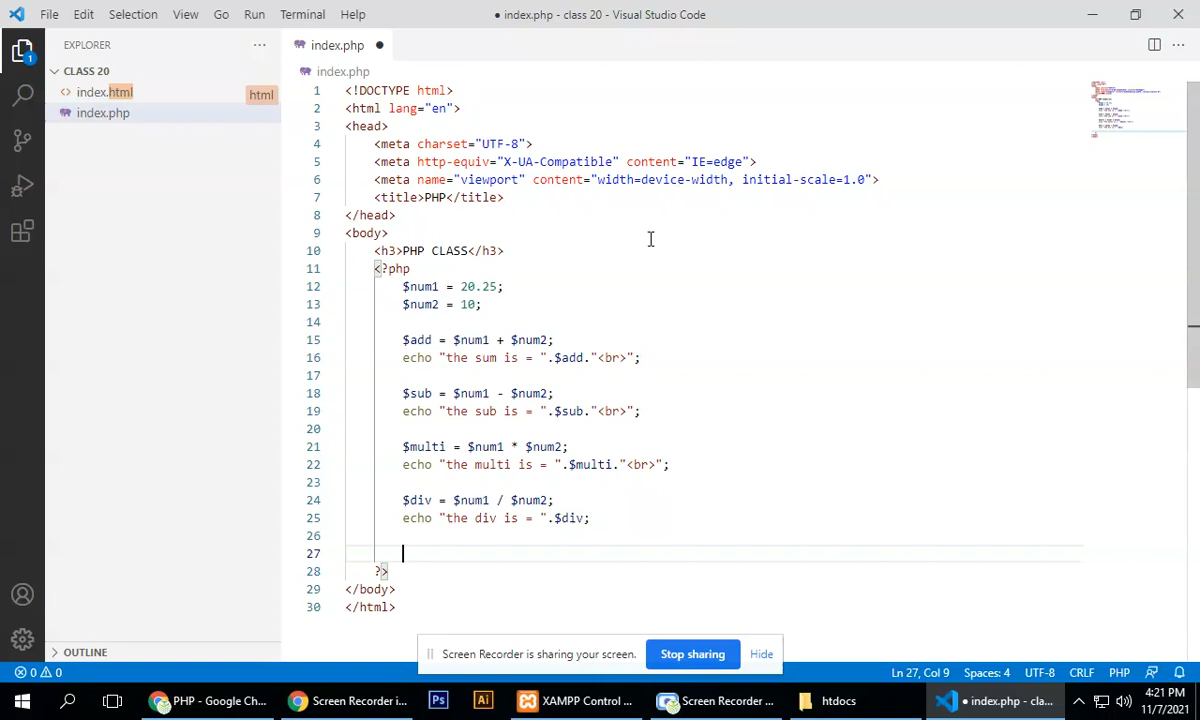 File Edit Selection View Go Run Terminal Help ● index.php - class 20 - Visual Studio Code
EXPLORER
index.php
1
CLASS 20
index.html
html
index.php
index.php
1 <!DOCTYPE html>
2 <html lang="en">
3 <head>
4 <meta charset="UTF-8">
5 <meta http-equiv="X-UA-Compatible" content="IE=edge">
6 <meta name="viewport" content="width=device-width, initial-scale=1.0">
7 <title>PHP</title>
8 </head>
9 <body>
10 <h3>PHP CLASS</h3>
11 <?php
12 $num1 = 20.25;
13 $num2 = 10;
14
15 $add = $num1 + $num2;
16 echo "the sum is = ".$add."<br>";
17
18 $sub = $num1 - $num2;
19 echo "the sub is = ".$sub."<br>";
20
21 $multi = $num1 * $num2;
22 echo "the multi is = ".$multi."<br>";
23
24 $div = $num1 / $num2;
25 echo "the div is = ".$div;
26
27
28 ?>
29 </body>
30 </html>
OUTLINE
Screen Recorder is sharing your screen. Stop sharing Hide
0 0 Ln 27, Col 9 Spaces: 4 UTF-8 CRLF PHP
PHP - Google Ch... Screen Recorder i... Ps Ai XAMPP Control ... Screen Recorder ... htdocs ● index.php - cla... 4:21 PM
11/7/2021